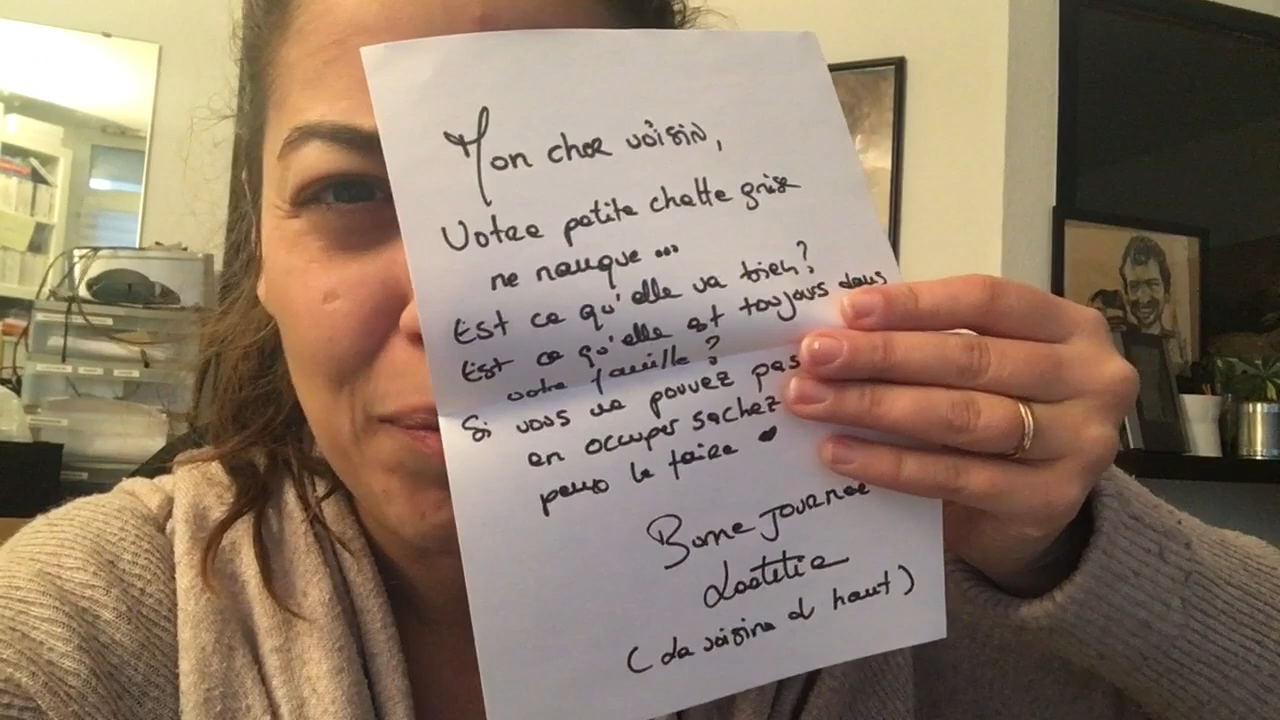 Mon cher voisin,
Votre petite chatte grise
me manque...
Est ce qu'elle va bien?
Est ce qu'elle est toujours dans
votre famille?
Si vous ne pouvez pas
en occuper sachez
peux le faire ❤
Bonne journée
Laetitia
(La voisine d haut)